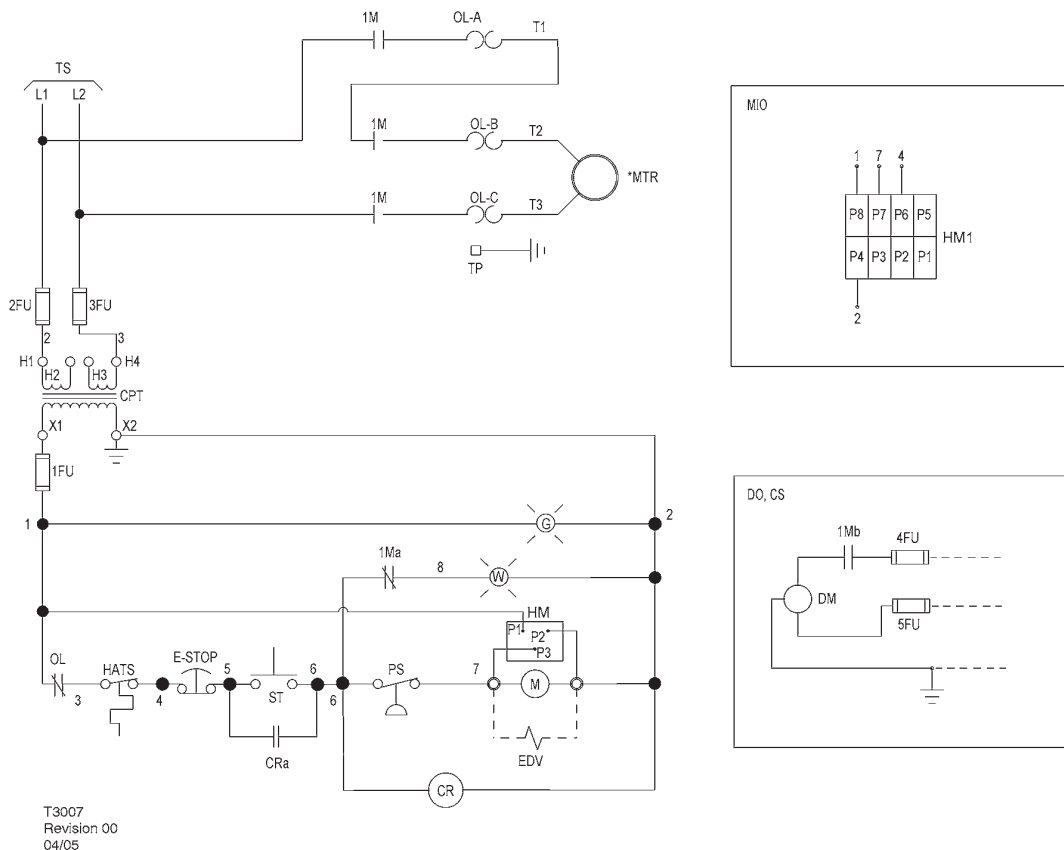 1M
OL-A
T1
TS
L1
L2
1M
OL-B
T2
*MTR
1M
OL-C
T3
TP
2FU
3FU
2
3
H1
H2
H3
H4
CPT
X1
X2
1FU
1
G
2
1Ma
8
W
HM
P1
P2
P3
OL
3
HATS
4
E-STOP
5
ST
6
6
PS
7
M
CRa
EDV
CR
MIO
1
7
4
P8
P7
P6
P5
HM1
P4
P3
P2
P1
2
DO, CS
1Mb
4FU
DM
5FU
T3007
Revision 00
04/05